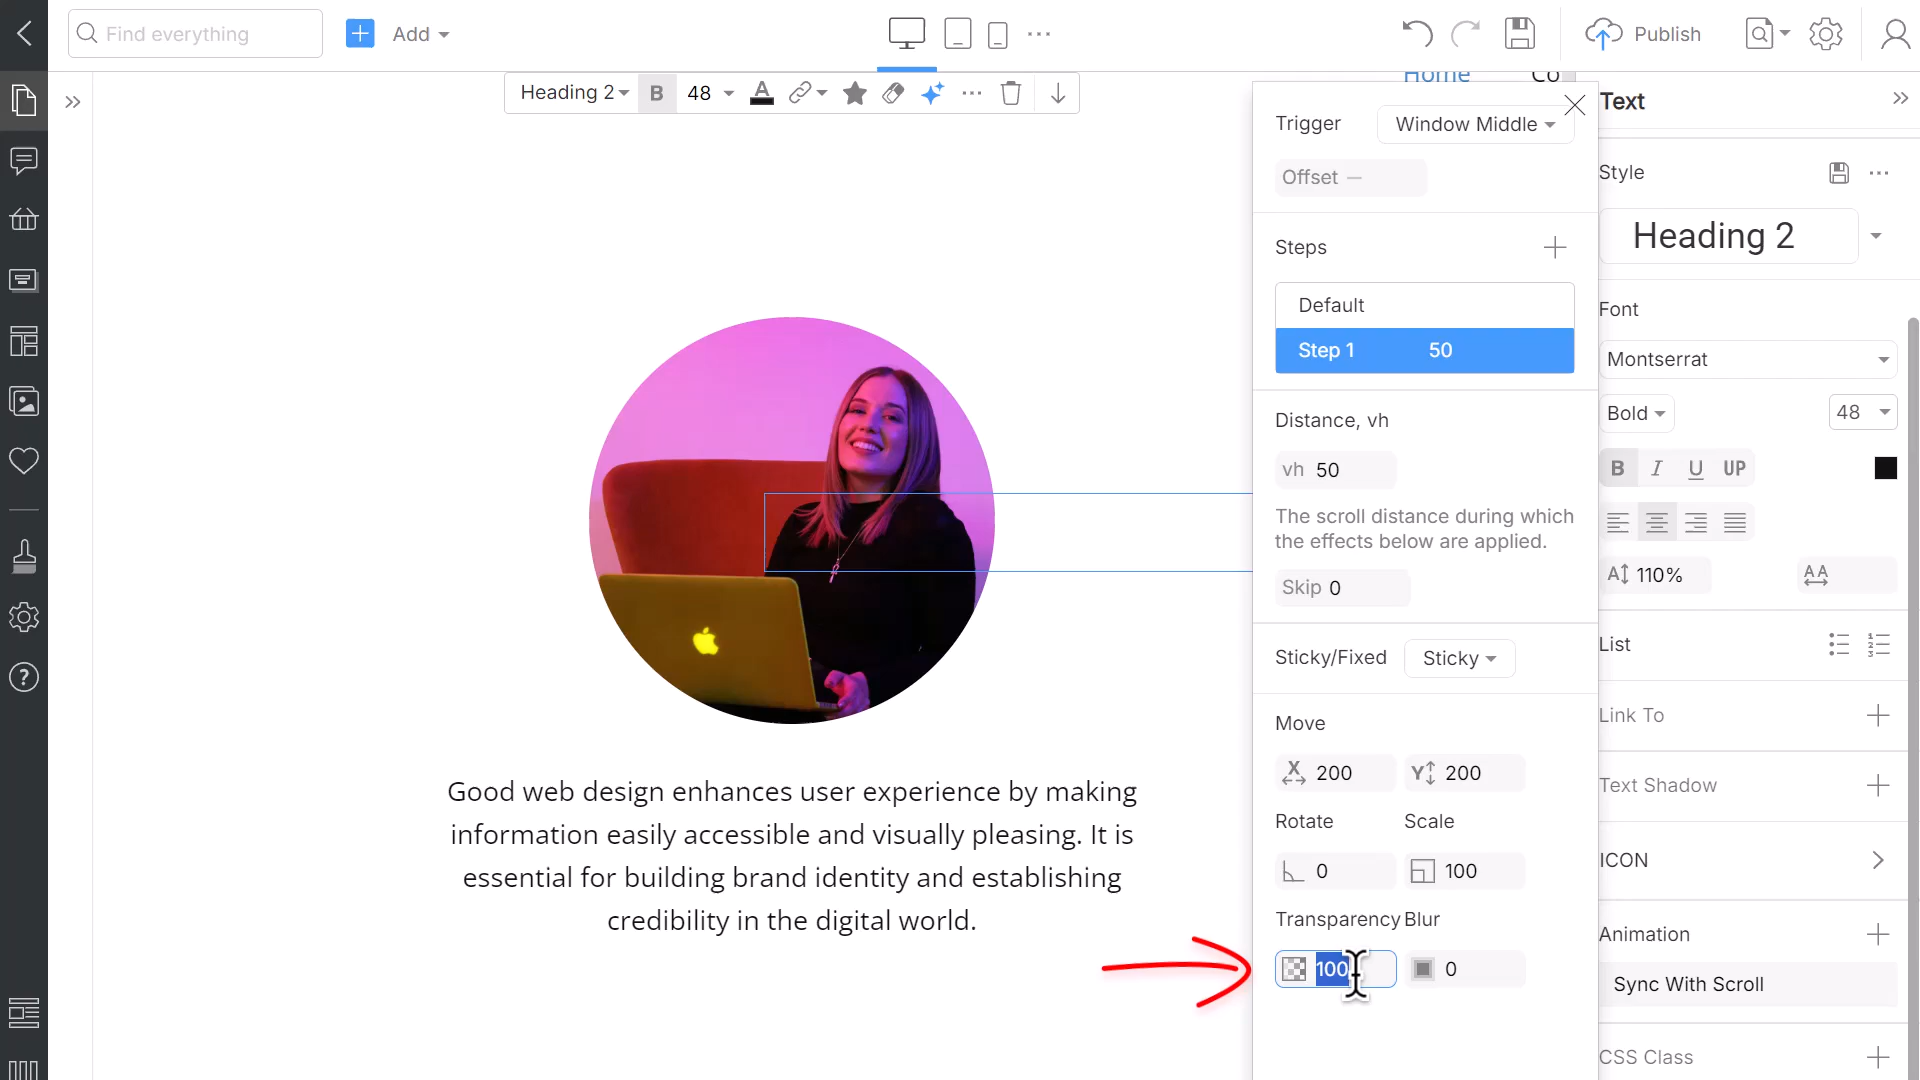 Find everything
Add
Publish
Heading 2
B
48
A
Home
Co
Trigger
Window Middle
Offset —
Steps
Default
Step 1 50
Distance, vh
vh 50
The scroll distance during which
the effects below are applied.
Skip 0
Sticky/Fixed
Sticky
Move
X 200
Y 200
Rotate
Scale
0
100
Transparency
Blur
100
0
Good web design enhances user experience by making
information easily accessible and visually pleasing. It is
essential for building brand identity and establishing
credibility in the digital world.
Text
Style
Heading 2
Font
Montserrat
Bold
48
B I U UP
A 110%
AA
List
Link To
Text Shadow
ICON
Animation
Sync With Scroll
CSS Class